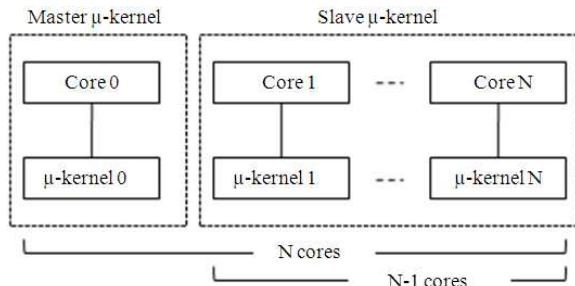 Master µ-kernel Slave µ-kernel
Core 0 Core 1 Core N
µ-kernel 0 µ-kernel 1 µ-kernel N
N cores
N-1 cores